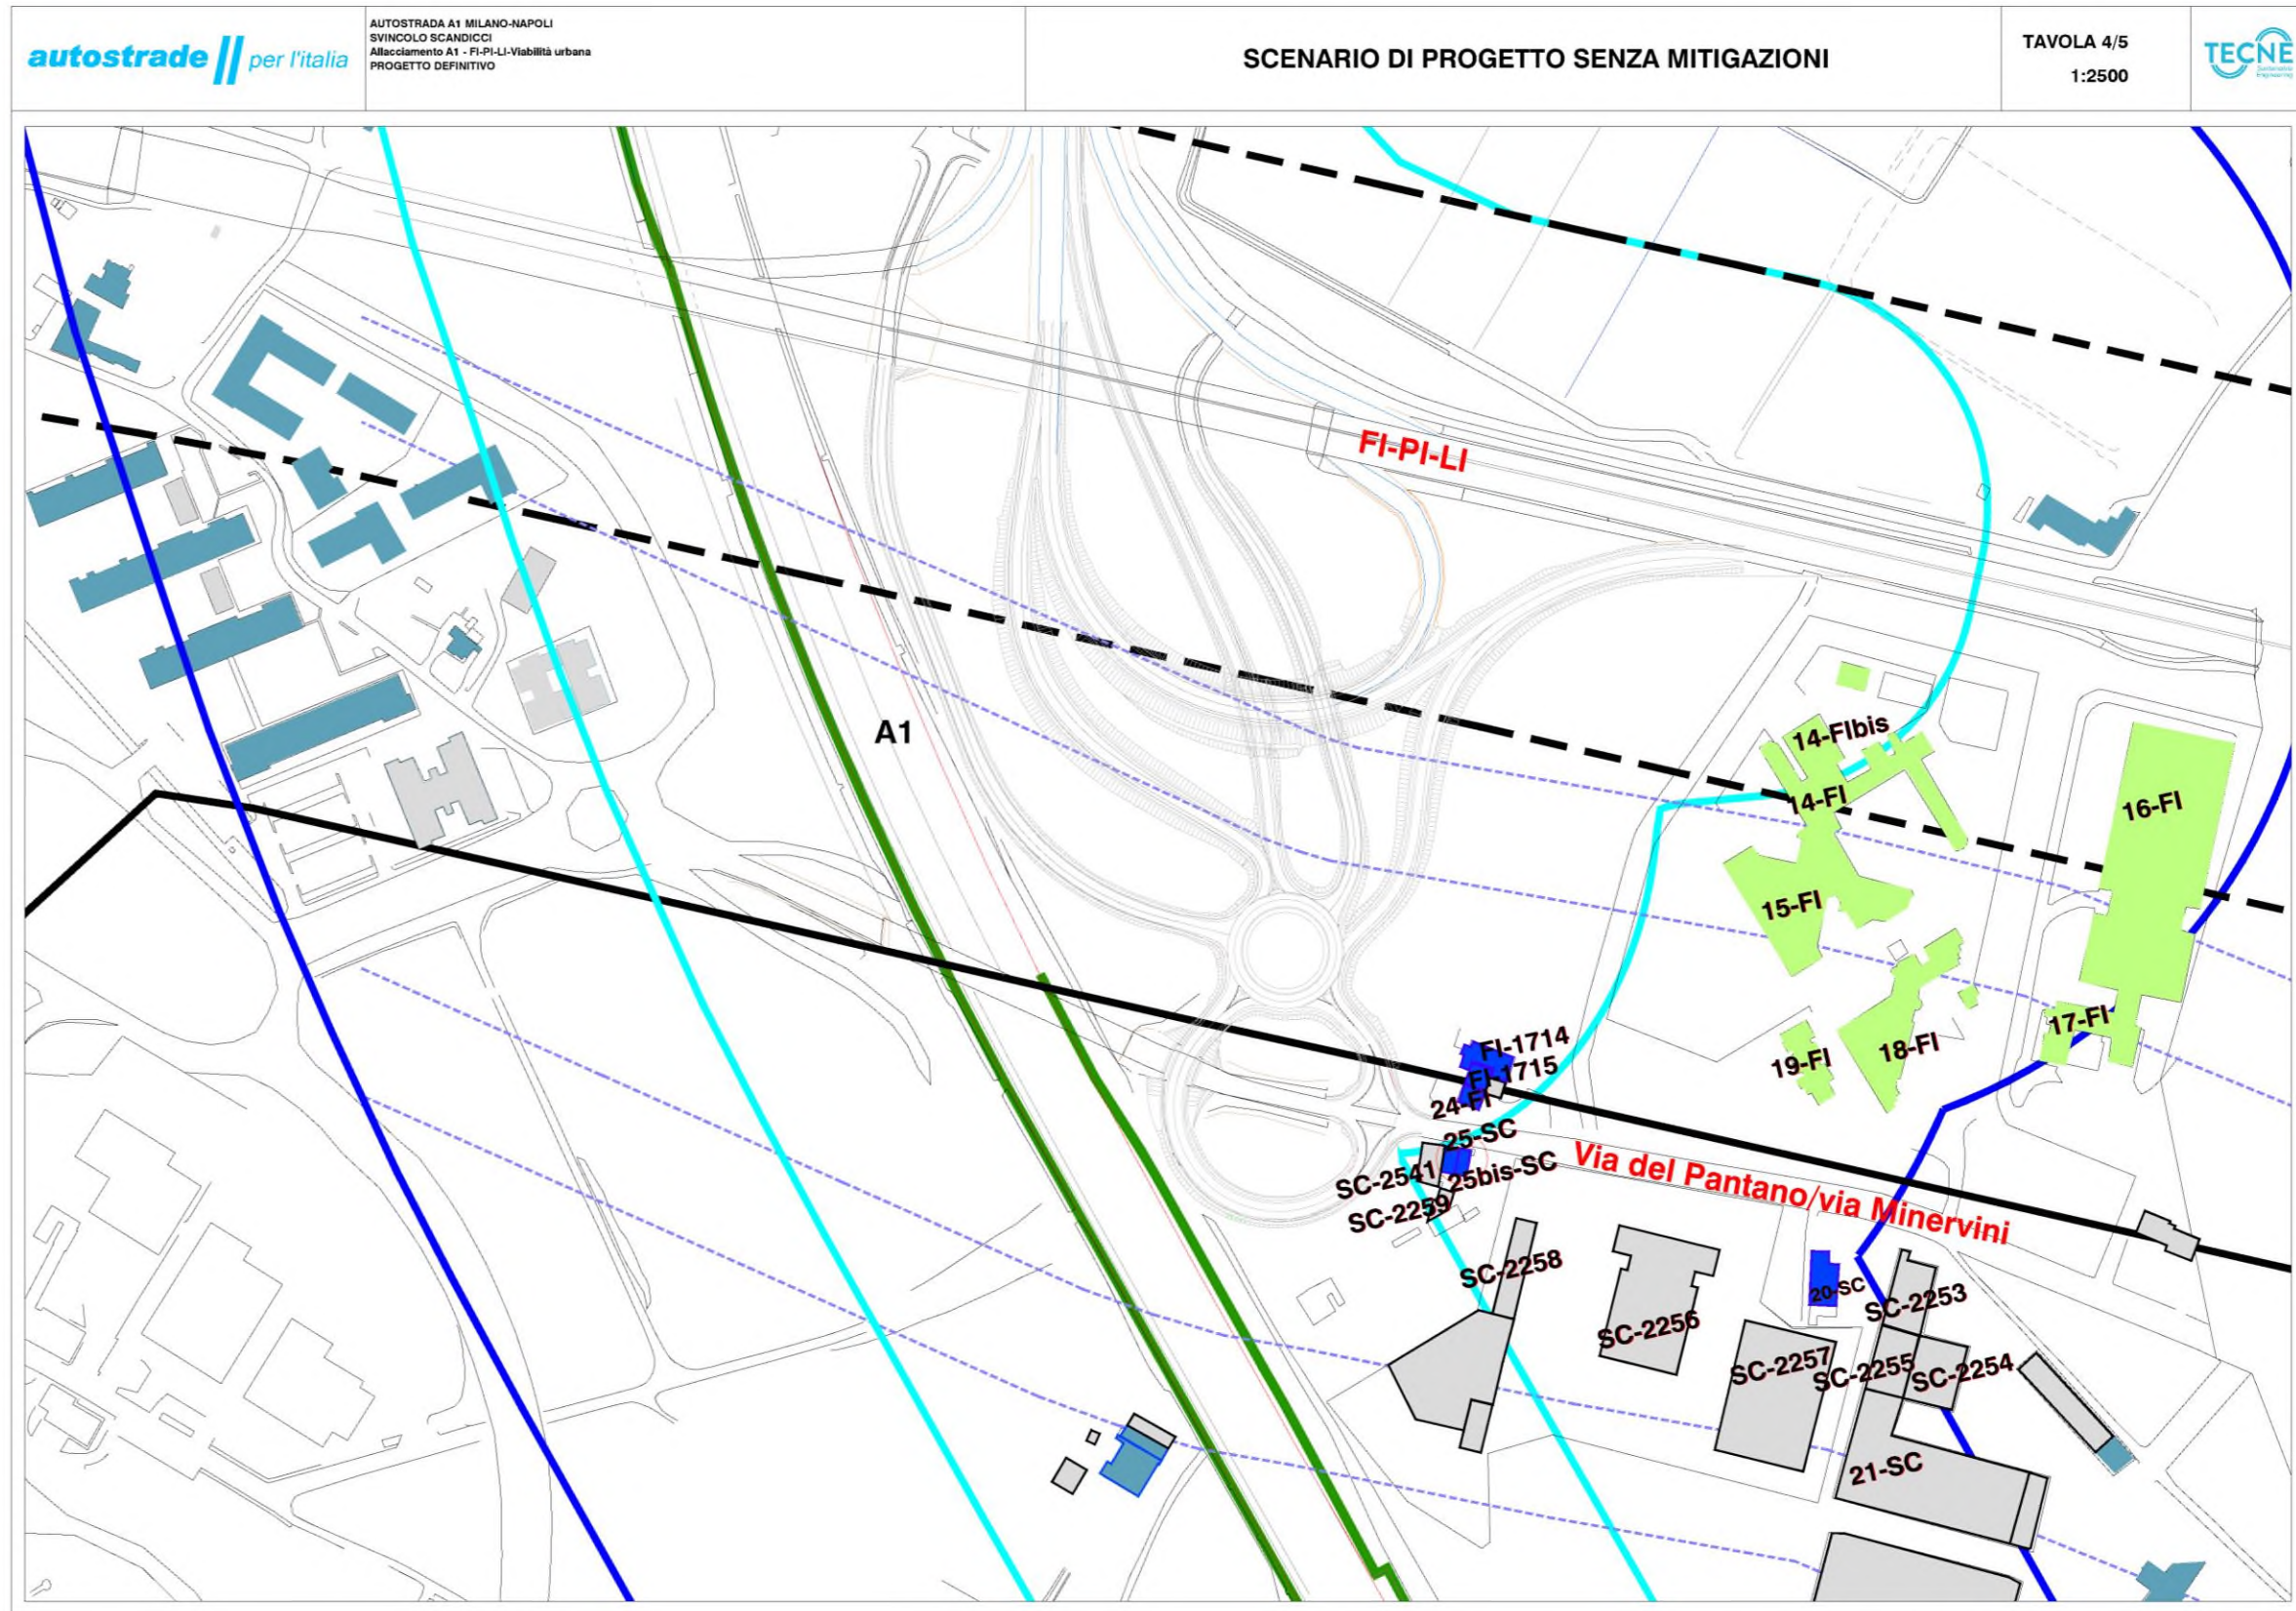 autostrade per l'italia
AUTOSTRADA A1 MILANO-NAPOLI
SVINCOLO SCANDICCI
Allacciamento A1 - FI-PI-LI-Viabilità urbana
PROGETTO DEFINITIVO
SCENARIO DI PROGETTO SENZA MITIGAZIONI
TAVOLA 4/5
1:2500
TECNE
Sustainable
Engineering
FI-PI-LI
A1
14-FIbis
14-FI
16-FI
15-FI
17-FI
18-FI
19-FI
FI-1714
FI-1715
24-FI
25-SC
SC-2541
25bis-SC
SC-2259
Via del Pantano/via Minervini
SC-2258
20-SC
SC-2253
SC-2256
SC-2257
SC-2255
SC-2254
21-SC